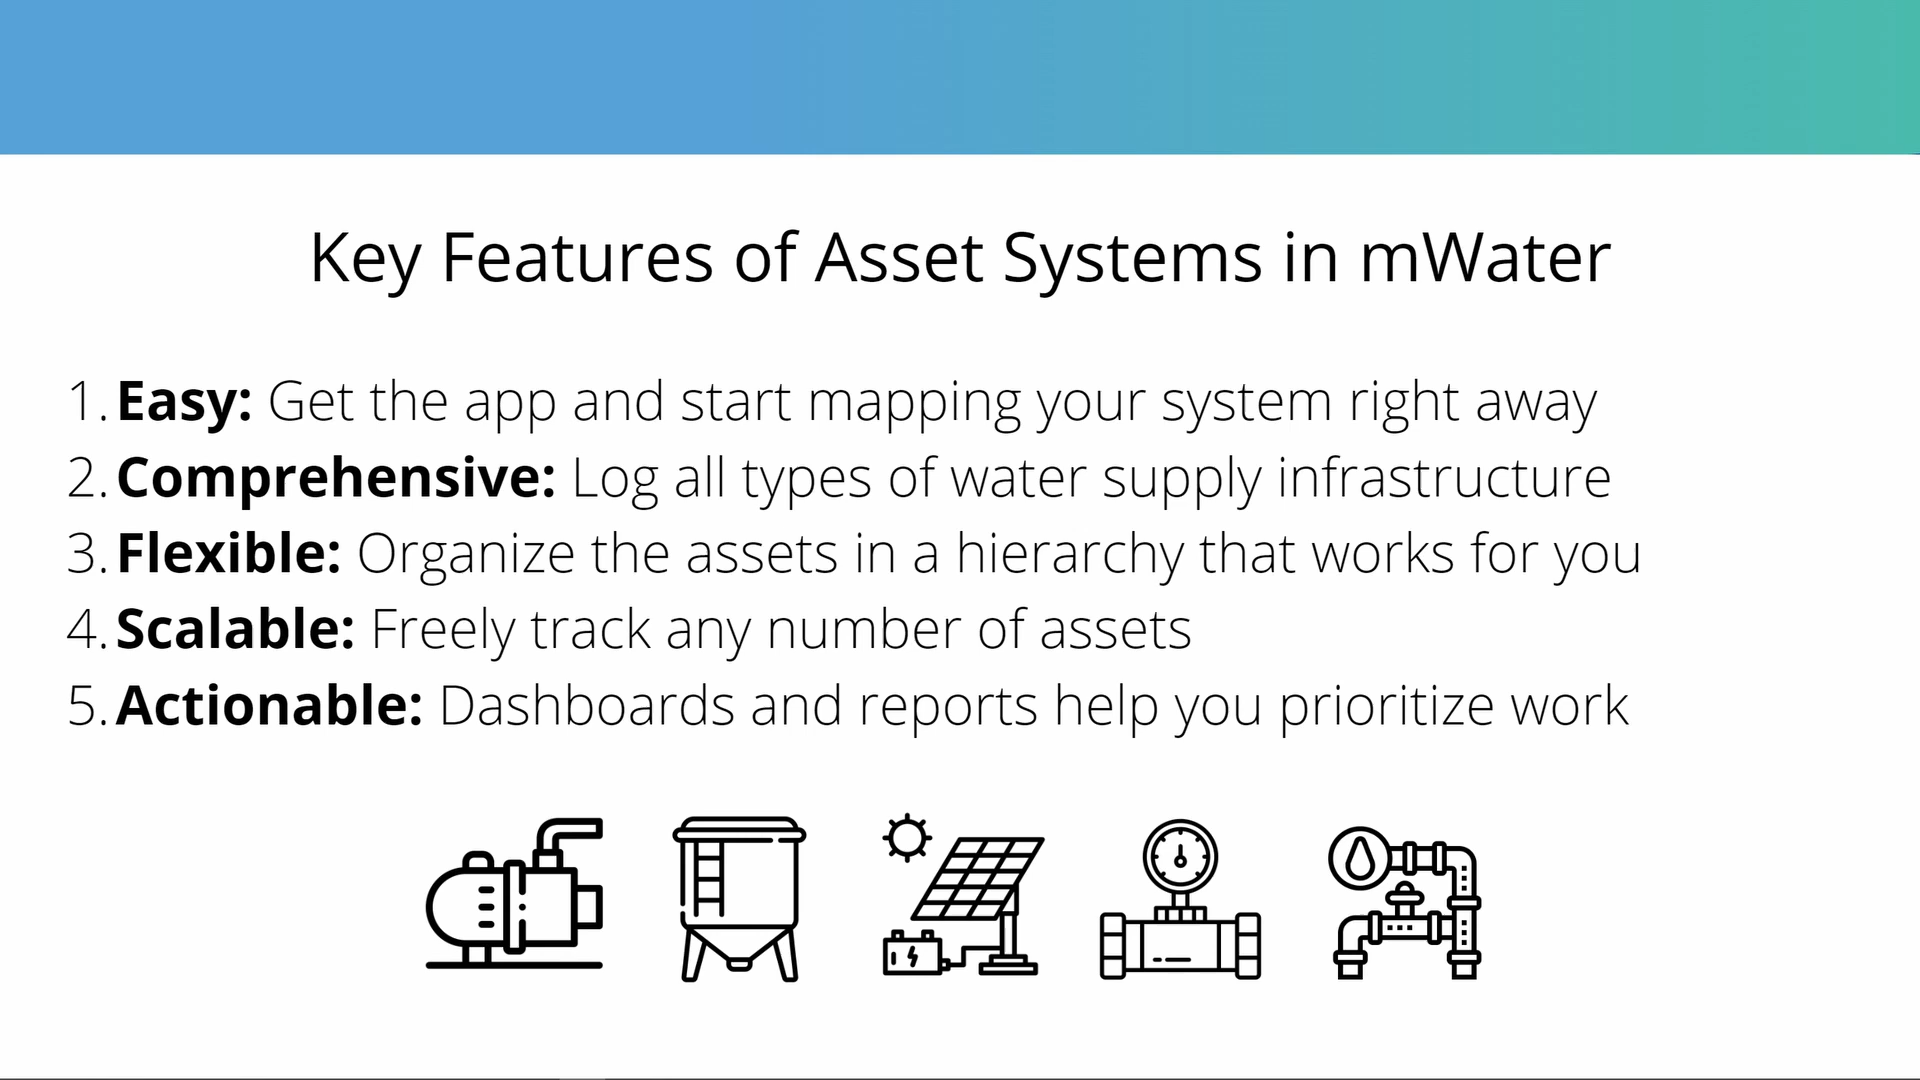 Key Features of Asset Systems in mWater
1. Easy: Get the app and start mapping your system right away
2. Comprehensive: Log all types of water supply infrastructure
3. Flexible: Organize the assets in a hierarchy that works for you
4. Scalable: Freely track any number of assets
5. Actionable: Dashboards and reports help you prioritize work